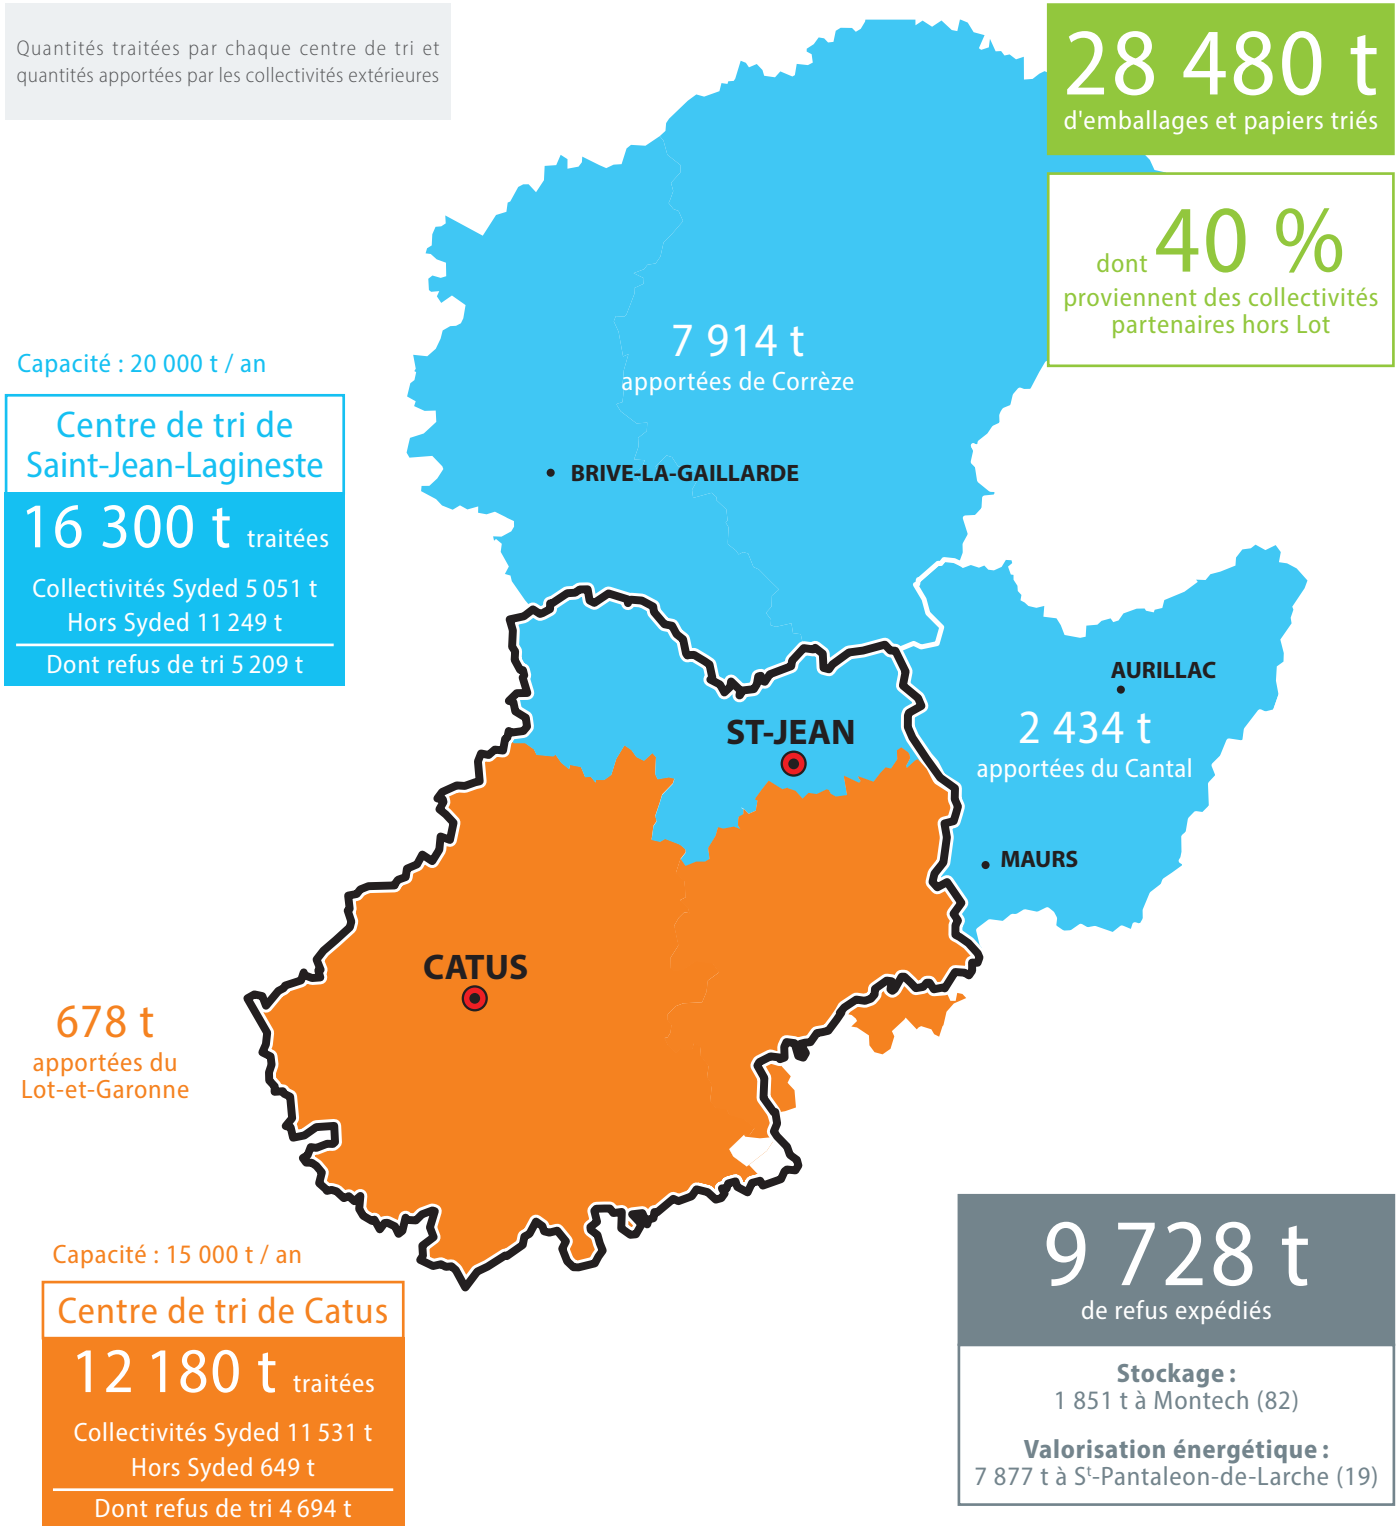 Quantités traitées par chaque centre de tri et
quantités apportées par les collectivités extérieures
28 480 t
d'emballages et papiers triés
dont 40 %
proviennent des collectivités
partenaires hors Lot
7 914 t
apportées de Corrèze
Capacité : 20 000 t / an
Centre de tri de
Saint-Jean-Lagineste
16 300 t traitées
Collectivités Syded 5 051 t
Hors Syded 11 249 t
Dont refus de tri 5 209 t
BRIVE-LA-GAILLARDE
AURILLAC
2 434 t
apportées du Cantal
MAURS
ST-JEAN
CATUS
678 t
apportées du
Lot-et-Garonne
Capacité : 15 000 t / an
Centre de tri de Catus
12 180 t traitées
Collectivités Syded 11 531 t
Hors Syded 649 t
Dont refus de tri 4 694 t
9 728 t
de refus expédiés
Stockage :
1 851 t à Montech (82)
Valorisation énergétique :
7 877 t à St-Pantaleon-de-Larche (19)